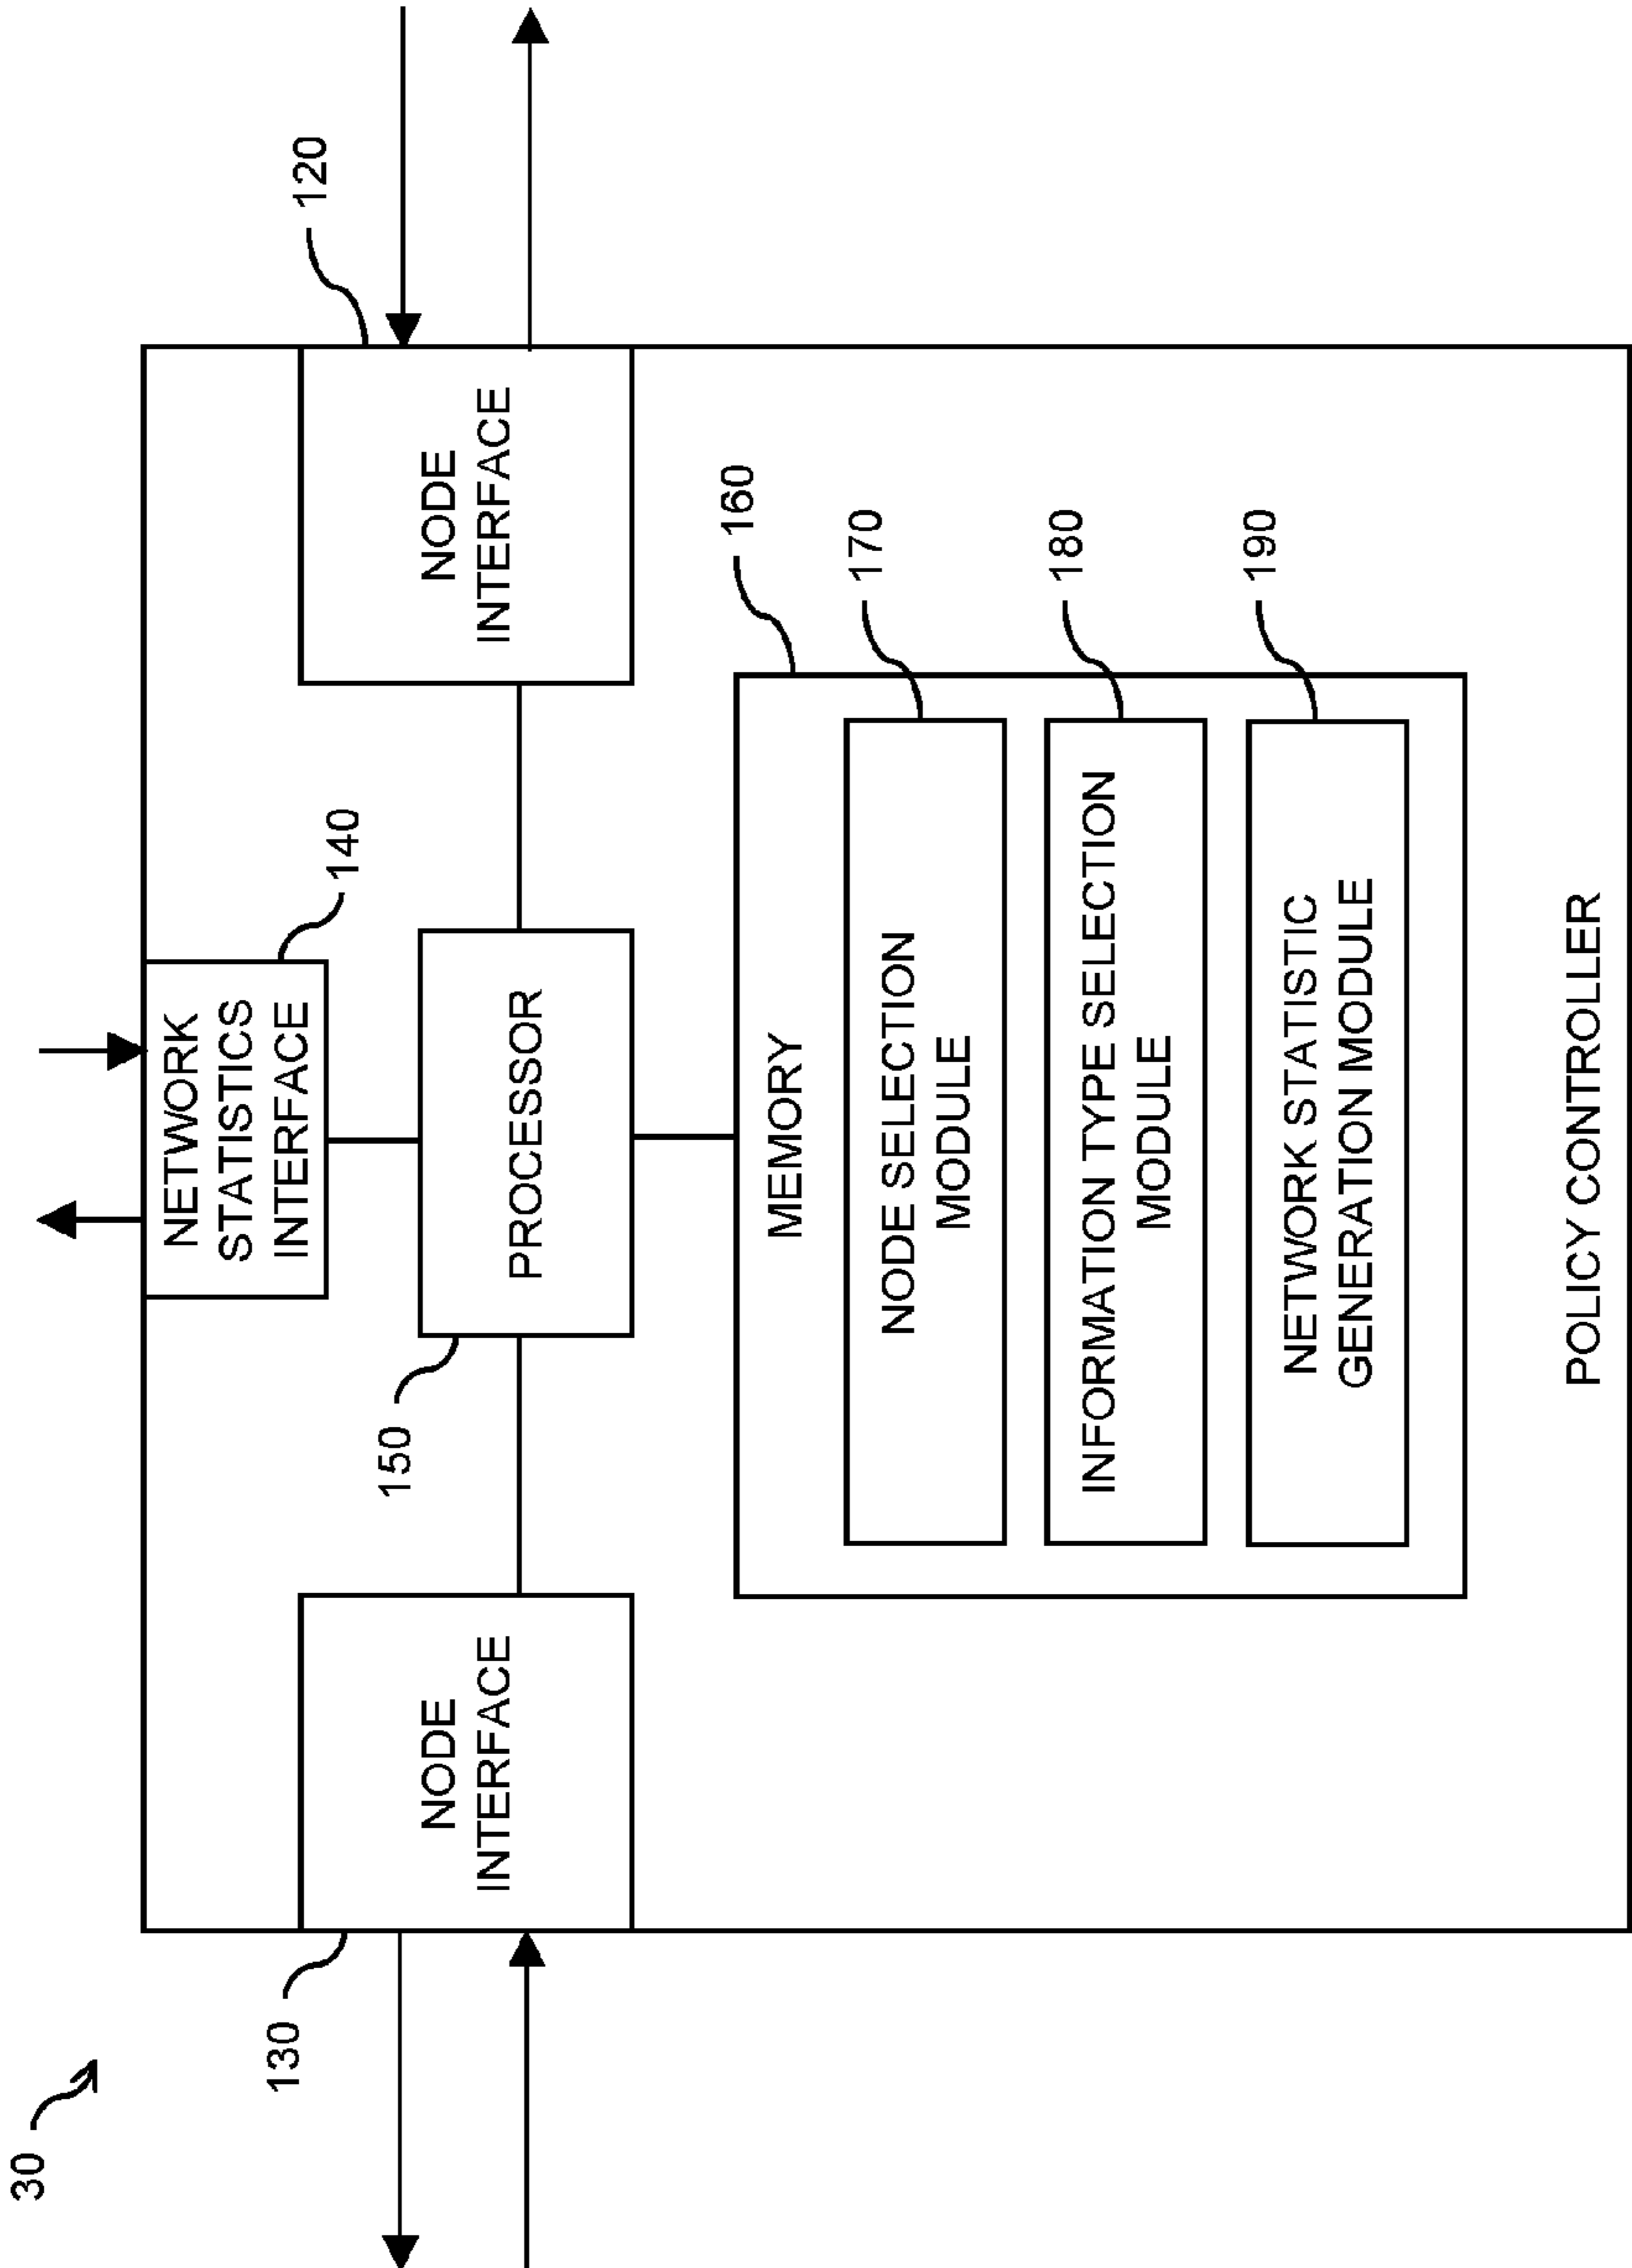 30
130
NODE
INTERFACE
150
NETWORK
STATISTICS
INTERFACE
140
PROCESSOR
NODE
INTERFACE
120
MEMORY
160
NODE SELECTION
MODULE
170
INFORMATION TYPE SELECTION
MODULE
180
NETWORK STATISTIC
GENERATION MODULE
190
POLICY CONTROLLER